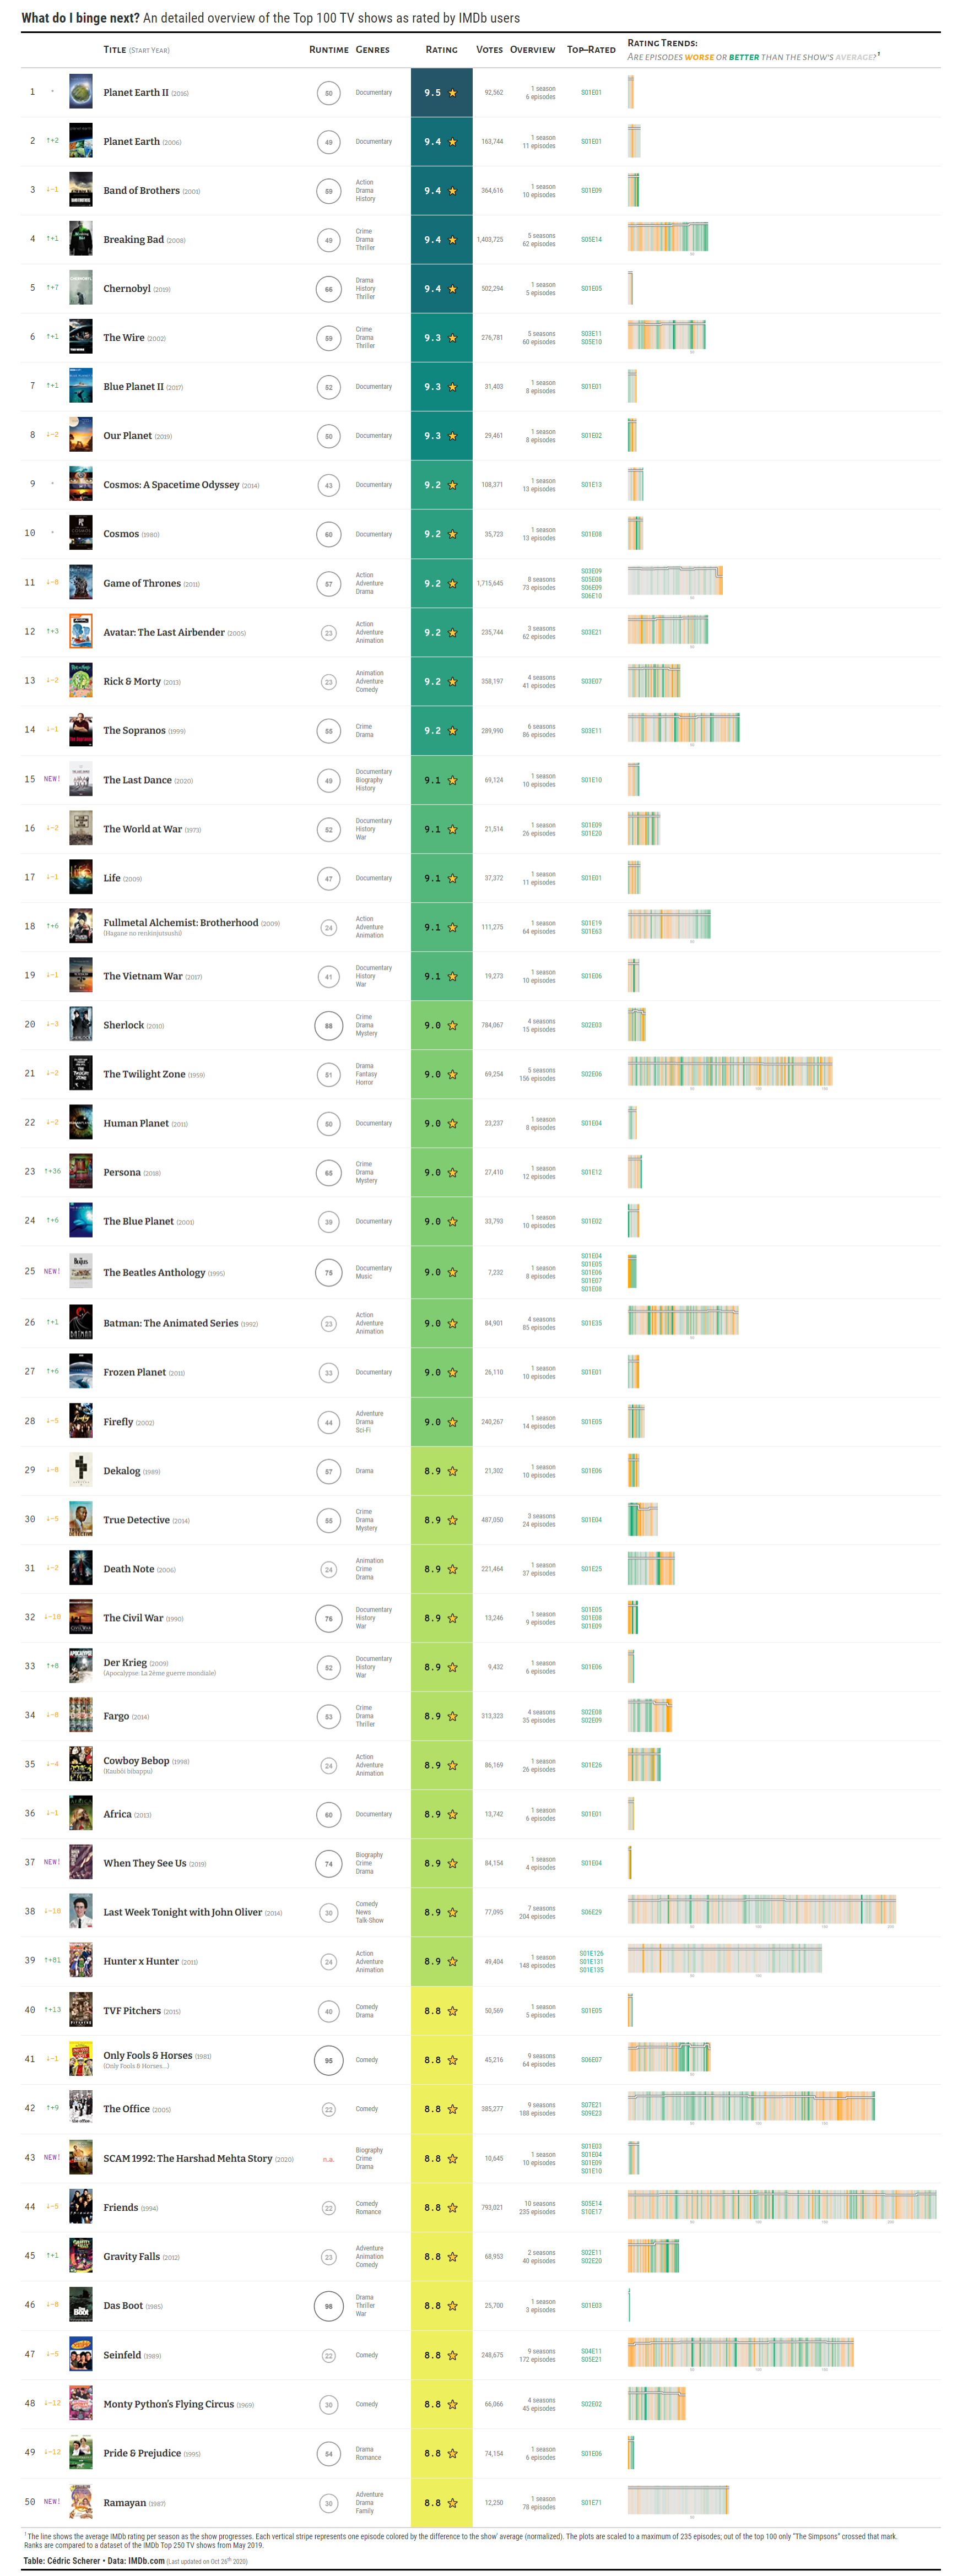 What do I binge next? An detailed overview of the Top 100 TV shows as rated by IMDb users
TITLE (START YEAR) RUNTIME GENRES RATING VOTES OVERVIEW TOP–RATED RATING TRENDS:
ARE EPISODES WORSE OR BETTER THAN THE SHOW'S AVERAGE?¹
1 Planet Earth II (2016) 50 Documentary 9.5 92,562 1 season 6 episodes S01E01
2 ↑+2 Planet Earth (2006) 49 Documentary 9.4 163,744 1 season 11 episodes S01E01
3 ↓-1 Band of Brothers (2001) 59 Action Drama History 9.4 364,616 1 season 10 episodes S01E09
4 ↑+1 Breaking Bad (2008) 49 Crime Drama Thriller 9.4 1,403,725 5 seasons 62 episodes S05E14
5 ↑+7 Chernobyl (2019) 66 Drama History Thriller 9.4 502,294 1 season 5 episodes S01E05
6 ↑+1 The Wire (2002) 59 Crime Drama Thriller 9.3 276,781 5 seasons 60 episodes S03E11 S05E10
7 ↑+1 Blue Planet II (2017) 52 Documentary 9.3 31,403 1 season 8 episodes S01E01
8 ↓-2 Our Planet (2019) 50 Documentary 9.3 29,461 1 season 8 episodes S01E02
9 Cosmos: A Spacetime Odyssey (2014) 43 Documentary 9.2 108,371 1 season 13 episodes S01E13
10 Cosmos (1980) 60 Documentary 9.2 35,723 1 season 13 episodes S01E08
11 ↓-8 Game of Thrones (2011) 57 Action Adventure Drama 9.2 1,715,645 8 seasons 73 episodes S03E09 S05E08 S06E09 S06E10
12 ↑+3 Avatar: The Last Airbender (2005) 23 Action Adventure Animation 9.2 235,744 3 seasons 62 episodes S03E21
13 ↓-2 Rick & Morty (2013) 23 Animation Adventure Comedy 9.2 358,197 4 seasons 41 episodes S03E07
14 ↓-1 The Sopranos (1999) 55 Crime Drama 9.2 289,990 6 seasons 86 episodes S03E11
15 NEW! The Last Dance (2020) 49 Documentary Biography History 9.1 69,124 1 season 10 episodes S01E10
16 ↓-2 The World at War (1973) 52 Documentary History War 9.1 21,514 1 season 26 episodes S01E09 S01E20
17 ↓-1 Life (2009) 47 Documentary 9.1 37,372 1 season 11 episodes S01E01
18 ↑+6 Fullmetal Alchemist: Brotherhood (2009) (Hagane no renkinjutsushi) 24 Action Adventure Animation 9.1 111,275 1 season 64 episodes S01E19 S01E63
19 ↓-1 The Vietnam War (2017) 41 Documentary History War 9.1 19,273 1 season 10 episodes S01E06
20 ↓-3 Sherlock (2010) 88 Crime Drama Mystery 9.0 784,067 4 seasons 15 episodes S02E03
21 ↓-2 The Twilight Zone (1959) 51 Drama Fantasy Horror 9.0 69,254 5 seasons 156 episodes S02E06
22 ↓-2 Human Planet (2011) 50 Documentary 9.0 23,237 1 season 8 episodes S01E04
23 ↑+36 Persona (2018) 65 Crime Drama Mystery 9.0 27,410 1 season 12 episodes S01E12
24 ↑+6 The Blue Planet (2001) 39 Documentary 9.0 33,793 1 season 10 episodes S01E02
25 NEW! The Beatles Anthology (1995) 75 Documentary Music 9.0 7,232 1 season 8 episodes S01E04 S01E05 S01E06 S01E07 S01E08
26 ↑+1 Batman: The Animated Series (1992) 23 Action Adventure Animation 9.0 84,901 4 seasons 85 episodes S01E35
27 ↑+6 Frozen Planet (2011) 33 Documentary 9.0 26,110 1 season 10 episodes S01E01
28 ↓-5 Firefly (2002) 44 Adventure Drama Sci-Fi 9.0 240,267 1 season 14 episodes S01E05
29 ↓-8 Dekalog (1989) 57 Drama 8.9 21,302 1 season 10 episodes S01E06
30 ↓-5 True Detective (2014) 55 Crime Drama Mystery 8.9 487,050 3 seasons 24 episodes S01E04
31 ↓-2 Death Note (2006) 24 Animation Crime Drama 8.9 221,464 1 season 37 episodes S01E25
32 ↓-10 The Civil War (1990) 76 Documentary History War 8.9 13,246 1 season 9 episodes S01E05 S01E08 S01E09
33 ↑+8 Der Krieg (2009) (Apocalypse: La 2ème guerre mondiale) 52 Documentary History War 8.9 9,432 1 season 6 episodes S01E06
34 ↓-8 Fargo (2014) 53 Crime Drama Thriller 8.9 313,323 4 seasons 35 episodes S02E08 S02E09
35 ↓-4 Cowboy Bebop (1998) (Kaubôi bibappu) 24 Action Adventure Animation 8.9 86,169 1 season 26 episodes S01E26
36 ↓-1 Africa (2013) 60 Documentary 8.9 13,742 1 season 6 episodes S01E01
37 NEW! When They See Us (2019) 74 Biography Crime Drama 8.9 84,154 1 season 4 episodes S01E04
38 ↓-10 Last Week Tonight with John Oliver (2014) 30 Comedy News Talk-Show 8.9 77,095 7 seasons 204 episodes S06E29
39 ↑+81 Hunter x Hunter (2011) 24 Action Adventure Animation 8.9 49,404 1 season 148 episodes S01E126 S01E131 S01E135
40 ↑+13 TVF Pitchers (2015) 40 Comedy Drama 8.8 50,569 1 season 5 episodes S01E05
41 ↓-1 Only Fools & Horses (1981) (Only Fools & Horses...) 95 Comedy 8.8 45,216 9 seasons 64 episodes S06E07
42 ↑+9 The Office (2005) 22 Comedy 8.8 385,277 9 seasons 188 episodes S07E21 S09E23
43 NEW! SCAM 1992: The Harshad Mehta Story (2020) n.a. Biography Crime Drama 8.8 10,645 1 season 10 episodes S01E03 S01E04 S01E09 S01E10
44 ↓-5 Friends (1994) 22 Comedy Romance 8.8 793,021 10 seasons 235 episodes S05E14 S10E17
45 ↑+1 Gravity Falls (2012) 23 Adventure Animation Comedy 8.8 68,953 2 seasons 40 episodes S02E11 S02E20
46 ↓-8 Das Boot (1985) 98 Drama Thriller War 8.8 25,700 1 season 3 episodes S01E03
47 ↓-5 Seinfeld (1989) 22 Comedy 8.8 248,675 9 seasons 172 episodes S04E11 S05E21
48 ↓-12 Monty Python's Flying Circus (1969) 30 Comedy 8.8 66,066 4 seasons 45 episodes S02E02
49 ↓-12 Pride & Prejudice (1995) 54 Drama Romance 8.8 74,154 1 season 6 episodes S01E06
50 NEW! Ramayan (1987) 30 Adventure Drama Family 8.8 12,250 1 season 78 episodes S01E71
¹ The line shows the average IMDb rating per season as the show progresses. Each vertical stripe represents one episode colored by the difference to the show' average (normalized). The plots are scaled to a maximum of 235 episodes; out of the top 100 only "The Simpsons" crossed that mark.
Ranks are compared to a dataset of the IMDb Top 250 TV shows from May 2019.
Table: Cédric Scherer • Data: IMDb.com (Last updated on Oct 26th 2020)